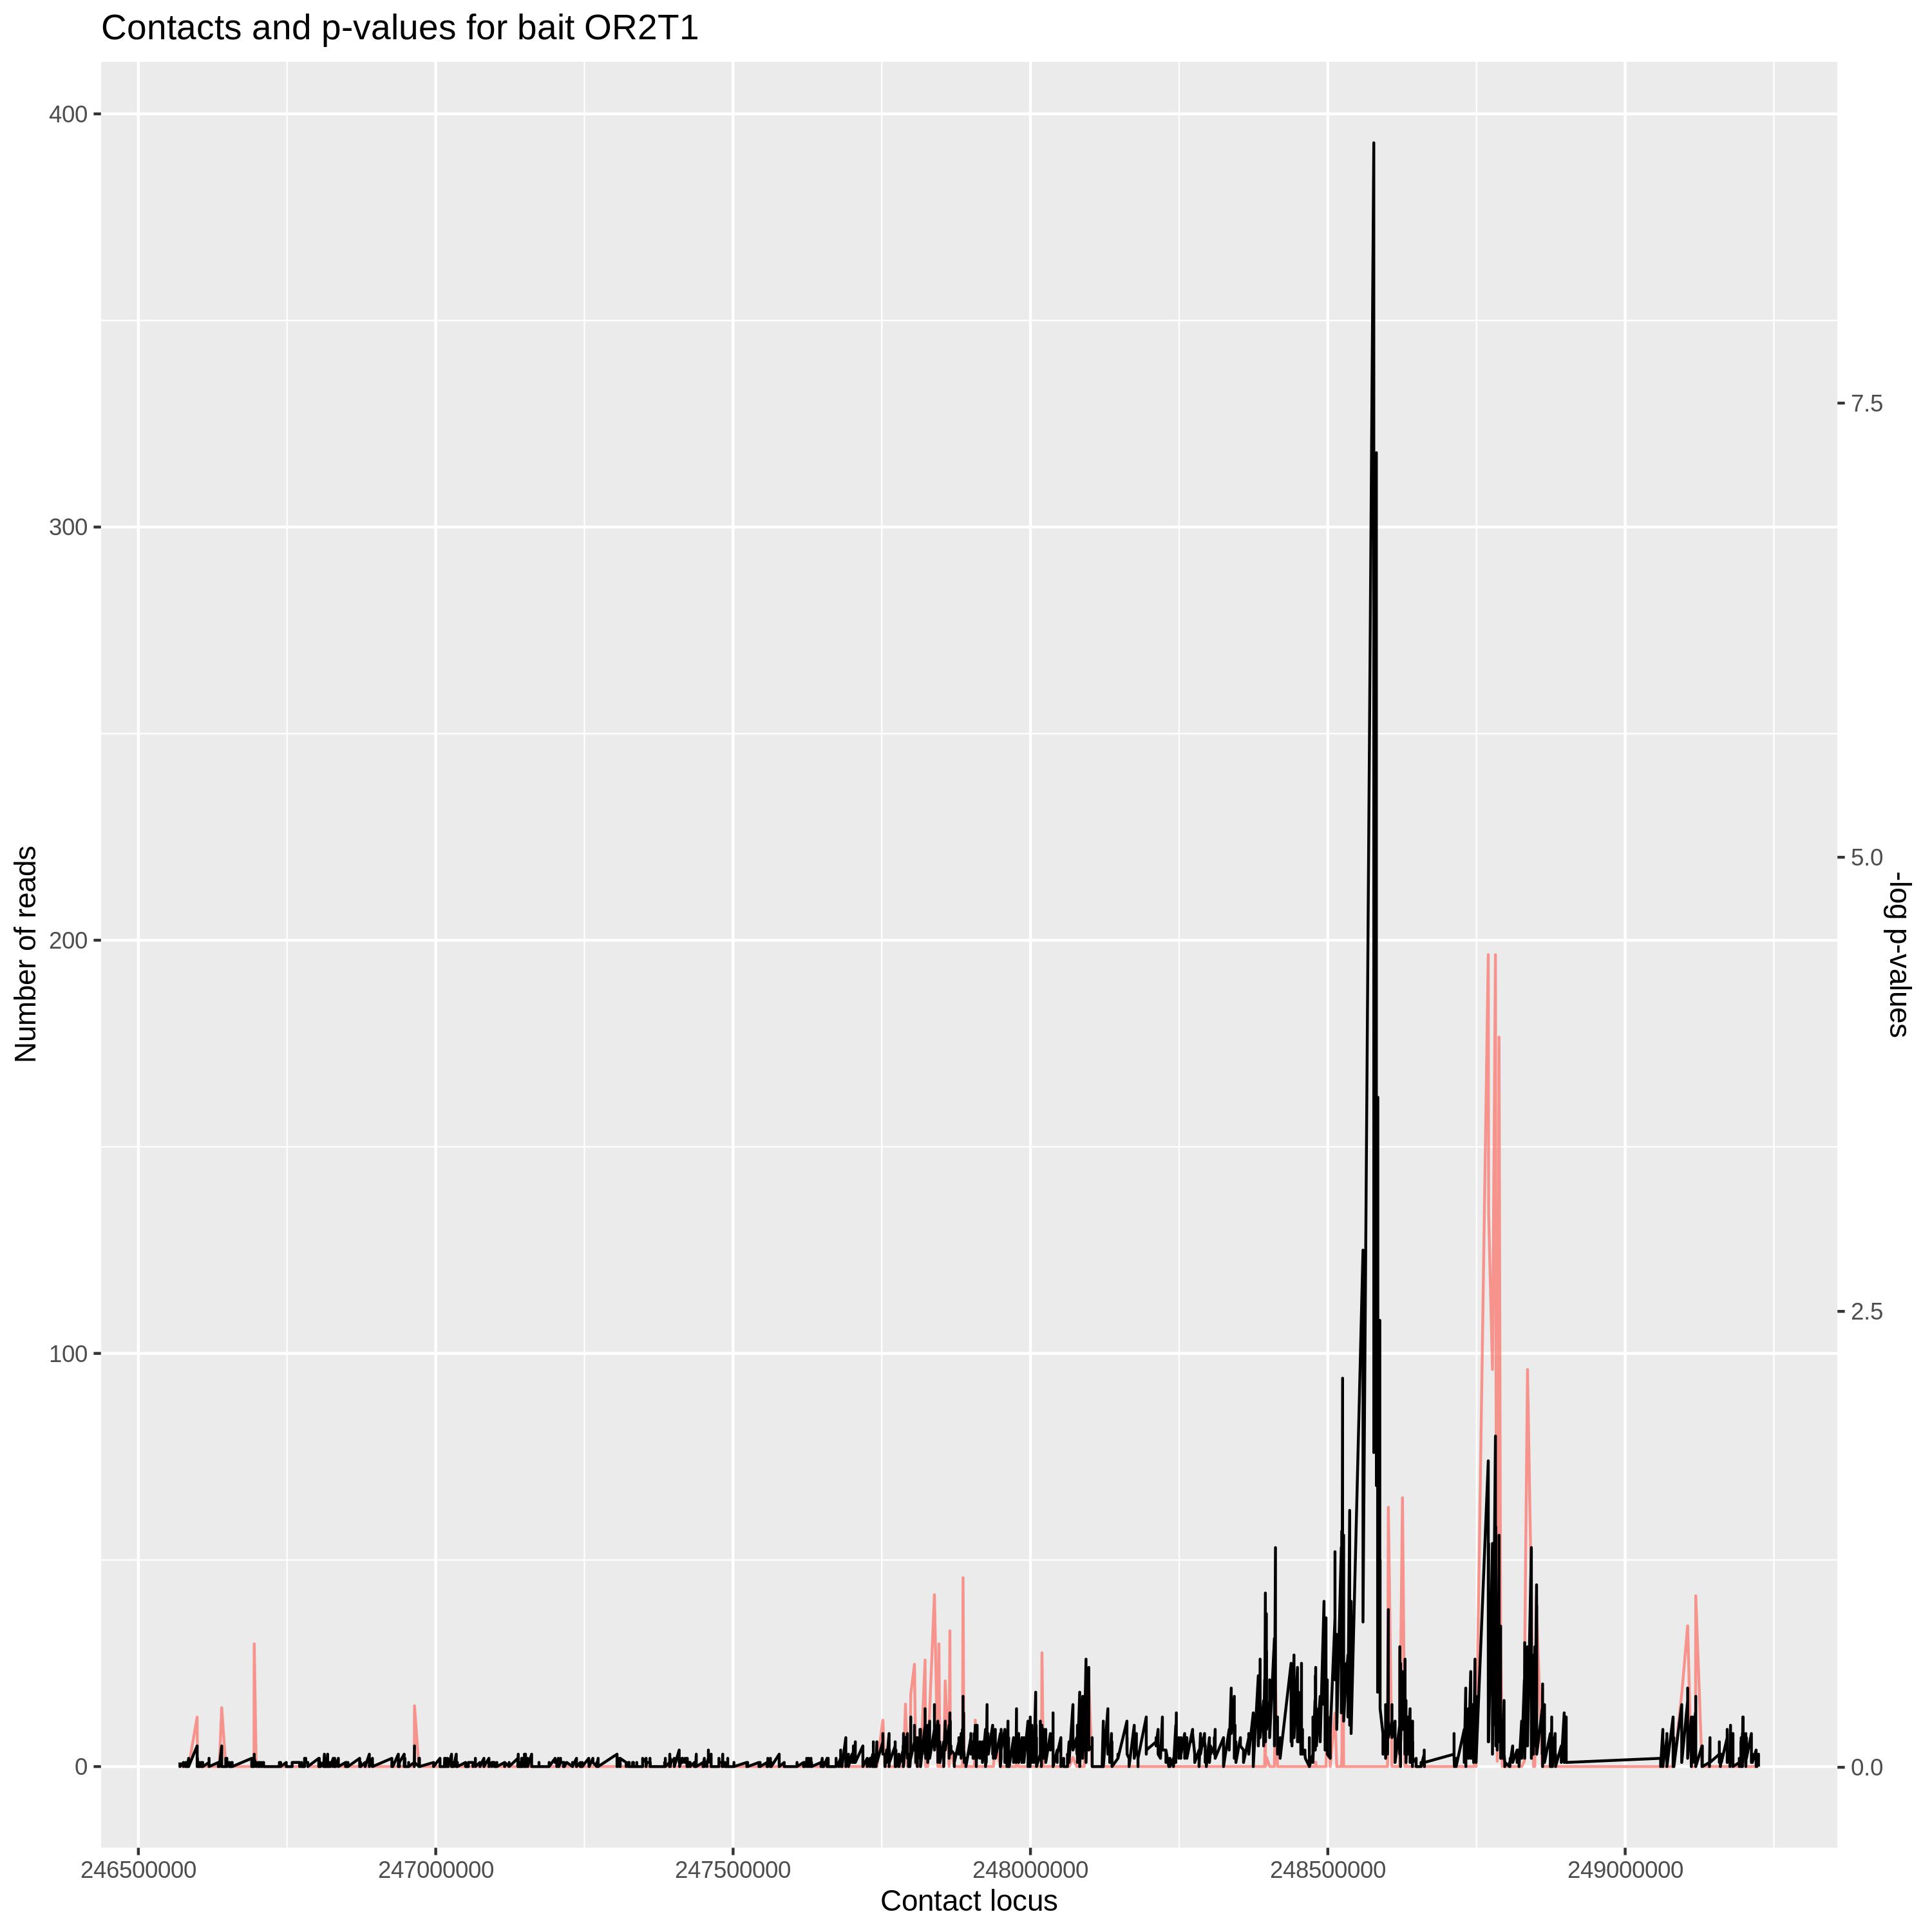 Contacts and p-values for bait OR2T1
400
300
200
100
0
Number of reads
7.5
5.0
2.5
0.0
-log p-values
246500000 247000000 247500000 248000000 248500000 249000000
Contact locus